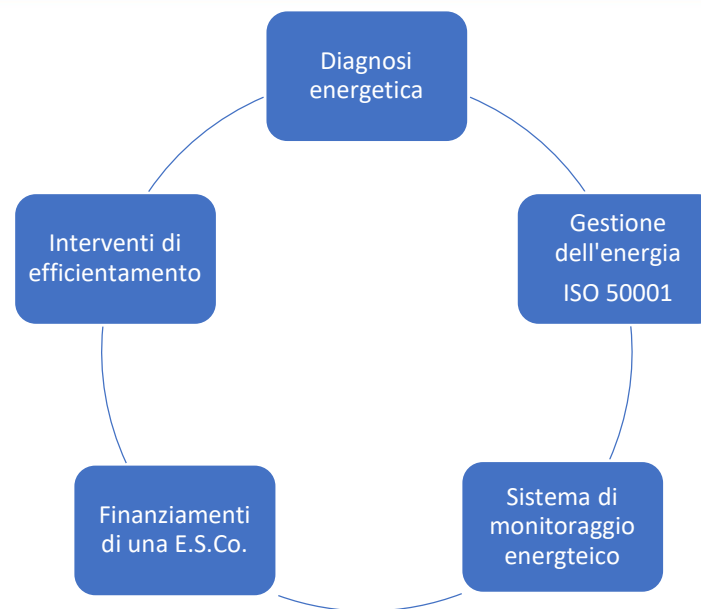 Diagnosi
energetica
Gestione
dell'energia
ISO 50001
Sistema di
monitoraggio
energteico
Finanziamenti
di una E.S.Co.
Interventi di
efficientamento